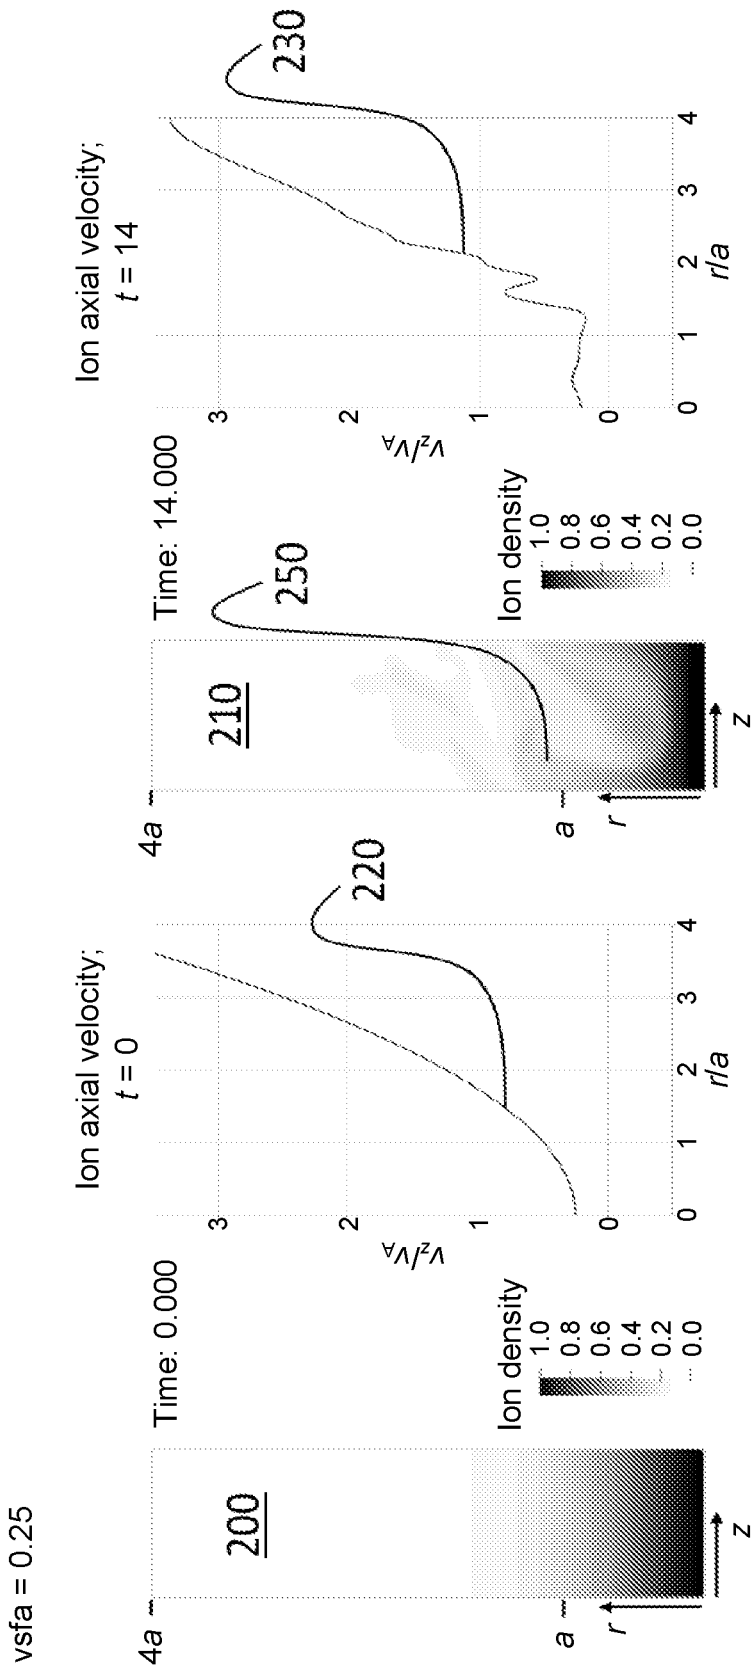 vsfa = 0.25
4a
a
r
z
200
Time: 0.000
Ion density
1.0
0.8
0.6
0.4
0.2
0.0
Ion axial velocity;
t = 0
3
2
1
0
vz/vA
0
1
2
3
4
r/a
220
4a
a
r
z
210
250
Time: 14.000
Ion density
1.0
0.8
0.6
0.4
0.2
0.0
Ion axial velocity;
t = 14
3
2
1
0
vz/vA
0
1
2
3
4
r/a
230